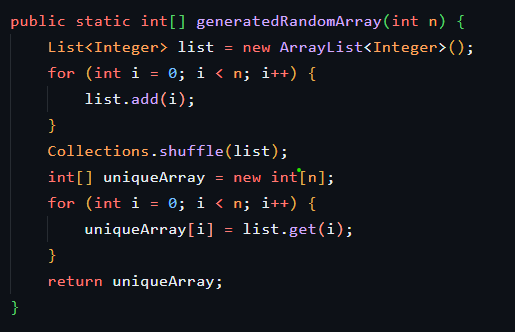 public static int[] generatedRandomArray(int n) {
    List<Integer> list = new ArrayList<Integer>();
    for (int i = 0; i < n; i++) {
        list.add(i);
    }
    Collections.shuffle(list);
    int[] uniqueArray = new int[n];
    for (int i = 0; i < n; i++) {
        uniqueArray[i] = list.get(i);
    }
    return uniqueArray;
}